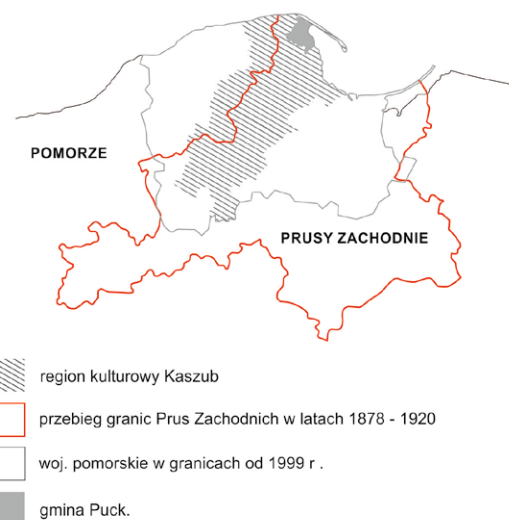 POMORZE
PRUSY ZACHODNIE
region kulturowy Kaszub
przebieg granic Prus Zachodnich w latach 1878 - 1920
woj. pomorskie w granicach od 1999 r .
gmina Puck.